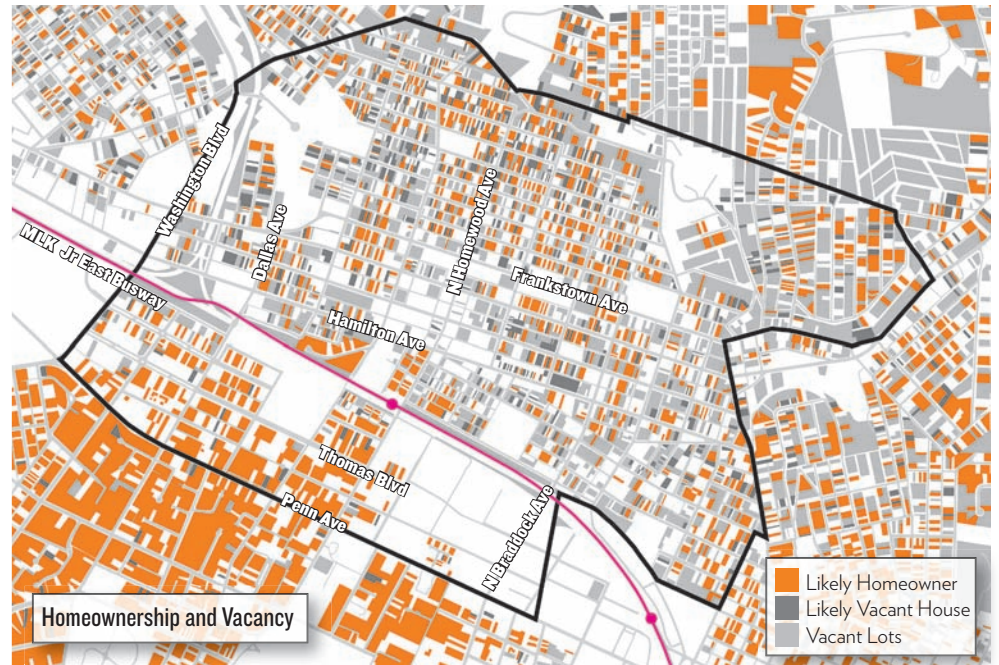 Washington Blvd
Dallas Ave
N Homewood Ave
MLK Jr East Busway
Frankstown Ave
Hamilton Ave
Thomas Blvd
Penn Ave
N Braddock Ave
Homeownership and Vacancy
Likely Homeowner
Likely Vacant House
Vacant Lots